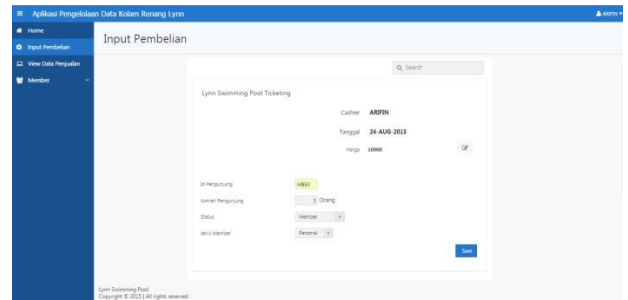 Aplikasi Pengelolaan Data Kolam Renang Lynn
ARIFIN
Home
Input Pembelian
View Data Penjualan
Member
Input Pembelian
Search
Lynn Swimming Pool Ticketing
Cashier ARIFIN
Tanggal 24-AUG-2015
Harga 10000
Id Pengunjung
Jumlah Pengunjung 1 Orang
Status Member
Jenis Member Personal
Save
Lynn Swimming Pool
Copyright © 2015 | All rights reserved